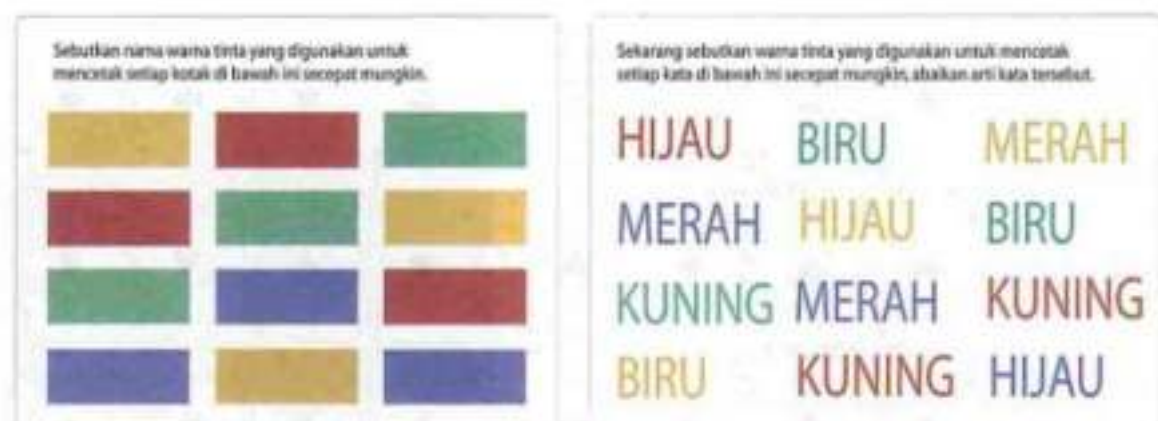 Sebutkan nama warna tinta yang digunakan untuk
mencetak setiap kotak di bawah ini secepat mungkin.
Sekarang sebutkan warna tinta yang digunakan untuk mencetak
setiap kata di bawah ini secepat mungkin, abaikan arti kata tersebut.
HIJAU BIRU MERAH
MERAH HIJAU BIRU
KUNING MERAH KUNING
BIRU KUNING HIJAU